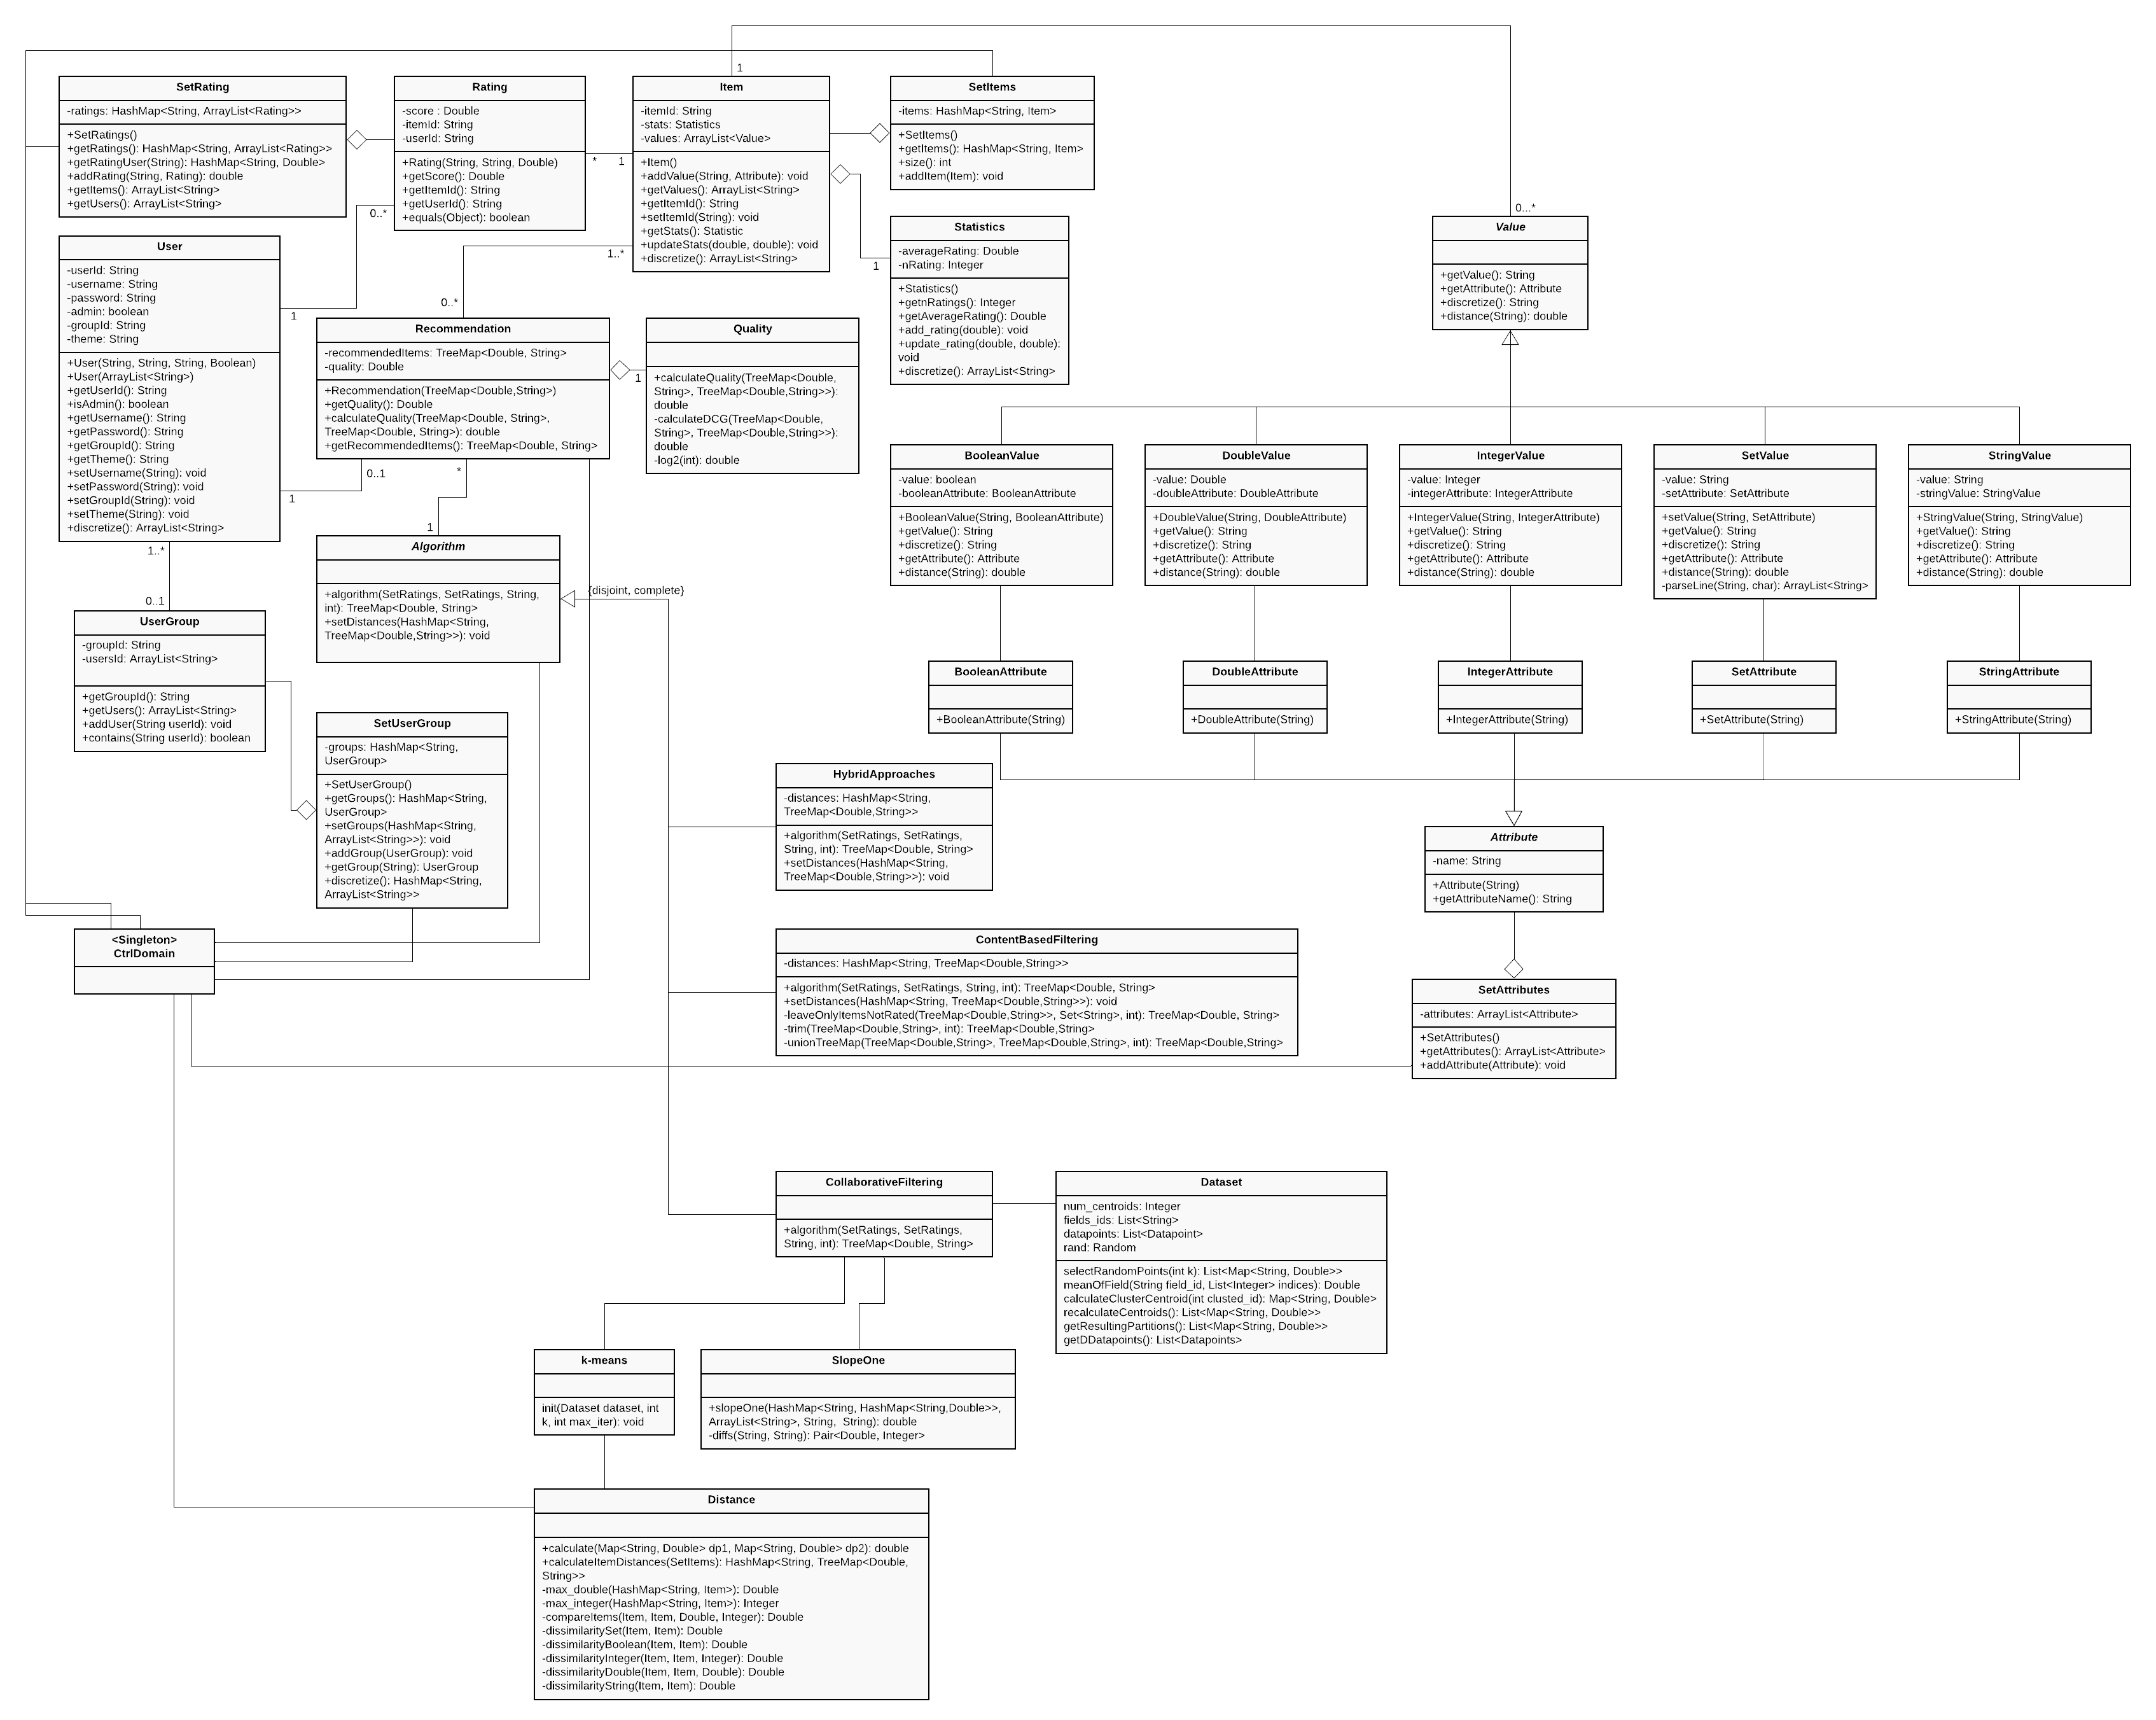 1
SetRating
-ratings: HashMap<String, ArrayList<Rating>>
+SetRatings()
+getRatings(): HashMap<String, ArrayList<Rating>>
+getRatingUser(String): HashMap<String, Double>
+addRating(String, Rating): double
+getItems(): ArrayList<String>
+getUsers(): ArrayList<String>
Rating
-score : Double
-itemId: String
-userId: String
+Rating(String, String, Double)
+getScore(): Double
+getItemId(): String
+getUserId(): String
+equals(Object): boolean
*
1
0..*
Item
-itemId: String
-stats: Statistics
-values: ArrayList<Value>
+Item()
+addValue(String, Attribute): void
+getValues(): ArrayList<String>
+getItemId(): String
+setItemId(String): void
+getStats(): Statistic
+updateStats(double, double): void
+discretize(): ArrayList<String>
1..*
SetItems
-items: HashMap<String, Item>
+SetItems()
+getItems(): HashMap<String, Item>
+size(): int
+addItem(Item): void
Statistics
-averageRating: Double
-nRating: Integer
+Statistics()
+getnRatings(): Integer
+getAverageRating(): Double
+add_rating(double): void
+update_rating(double, double):
void
+discretize(): ArrayList<String>
1
0...*
Value
+getValue(): String
+getAttribute(): Attribute
+discretize(): String
+distance(String): double
User
-userId: String
-username: String
-password: String
-admin: boolean
-groupId: String
-theme: String
+User(String, String, String, Boolean)
+User(ArrayList<String>)
+getUserId(): String
+isAdmin(): boolean
+getUsername(): String
+getPassword(): String
+getGroupId(): String
+getTheme(): String
+setUsername(String): void
+setPassword(String): void
+setGroupId(String): void
+setTheme(String): void
+discretize(): ArrayList<String>
1
1
1..*
0..*
Recommendation
-recommendedItems: TreeMap<Double, String>
-quality: Double
+Recommendation(TreeMap<Double,String>)
+getQuality(): Double
+calculateQuality(TreeMap<Double, String>,
TreeMap<Double, String>): double
+getRecommendedItems(): TreeMap<Double, String>
0..1
*
1
Quality
+calculateQuality(TreeMap<Double,
String>, TreeMap<Double,String>>):
double
-calculateDCG(TreeMap<Double,
String>, TreeMap<Double,String>>):
double
-log2(int): double
1
Algorithm
+algorithm(SetRatings, SetRatings, String,
int): TreeMap<Double, String>
+setDistances(HashMap<String,
TreeMap<Double,String>>): void
{disjoint, complete}
BooleanValue
-value: boolean
-booleanAttribute: BooleanAttribute
+BooleanValue(String, BooleanAttribute)
+getValue(): String
+discretize(): String
+getAttribute(): Attribute
+distance(String): double
DoubleValue
-value: Double
-doubleAttribute: DoubleAttribute
+DoubleValue(String, DoubleAttribute)
+getValue(): String
+discretize(): String
+getAttribute(): Attribute
+distance(String): double
IntegerValue
-value: Integer
-integerAttribute: IntegerAttribute
+IntegerValue(String, IntegerAttribute)
+getValue(): String
+discretize(): String
+getAttribute(): Attribute
+distance(String): double
SetValue
-value: String
-setAttribute: SetAttribute
+setValue(String, SetAttribute)
+getValue(): String
+discretize(): String
+getAttribute(): Attribute
+distance(String): double
-parseLine(String, char): ArrayList<String>
StringValue
-value: String
-stringValue: StringValue
+StringValue(String, StringValue)
+getValue(): String
+discretize(): String
+getAttribute(): Attribute
+distance(String): double
0..1
UserGroup
-groupId: String
-usersId: ArrayList<String>
+getGroupId(): String
+getUsers(): ArrayList<String>
+addUser(String userId): void
+contains(String userId): boolean
SetUserGroup
-groups: HashMap<String,
UserGroup>
+SetUserGroup()
+getGroups(): HashMap<String,
UserGroup>
+setGroups(HashMap<String,
ArrayList<String>>): void
+addGroup(UserGroup): void
+getGroup(String): UserGroup
+discretize(): HashMap<String,
ArrayList<String>>
BooleanAttribute
+BooleanAttribute(String)
DoubleAttribute
+DoubleAttribute(String)
IntegerAttribute
+IntegerAttribute(String)
SetAttribute
+SetAttribute(String)
StringAttribute
+StringAttribute(String)
HybridApproaches
-distances: HashMap<String,
TreeMap<Double,String>>
+algorithm(SetRatings, SetRatings,
String, int): TreeMap<Double, String>
+setDistances(HashMap<String,
TreeMap<Double,String>>): void
Attribute
-name: String
+Attribute(String)
+getAttributeName(): String
<Singleton>
CtrlDomain
ContentBasedFiltering
-distances: HashMap<String, TreeMap<Double,String>>
+algorithm(SetRatings, SetRatings, String, int): TreeMap<Double, String>
+setDistances(HashMap<String, TreeMap<Double,String>>): void
-leaveOnlyItemsNotRated(TreeMap<Double,String>>, Set<String>, int): TreeMap<Double, String>
-trim(TreeMap<Double,String>, int): TreeMap<Double,String>
-unionTreeMap(TreeMap<Double,String>, TreeMap<Double,String>, int): TreeMap<Double,String>
SetAttributes
-attributes: ArrayList<Attribute>
+SetAttributes()
+getAttributes(): ArrayList<Attribute>
+addAttribute(Attribute): void
CollaborativeFiltering
+algorithm(SetRatings, SetRatings,
String, int): TreeMap<Double, String>
Dataset
num_centroids: Integer
fields_ids: List<String>
datapoints: List<Datapoint>
rand: Random
selectRandomPoints(int k): List<Map<String, Double>>
meanOfField(String field_id, List<Integer> indices): Double
calculateClusterCentroid(int clusted_id): Map<String, Double>
recalculateCentroids(): List<Map<String, Double>>
getResultingPartitions(): List<Map<String, Double>>
getDDatapoints(): List<Datapoints>
k-means
init(Dataset dataset, int
k, int max_iter): void
SlopeOne
+slopeOne(HashMap<String, HashMap<String,Double>>,
ArrayList<String>, String, String): double
-diffs(String, String): Pair<Double, Integer>
Distance
+calculate(Map<String, Double> dp1, Map<String, Double> dp2): double
+calculateItemDistances(SetItems): HashMap<String, TreeMap<Double,
String>>
-max_double(HashMap<String, Item>): Double
-max_integer(HashMap<String, Item>): Integer
-compareItems(Item, Item, Double, Integer): Double
-dissimilaritySet(Item, Item): Double
-dissimilarityBoolean(Item, Item): Double
-dissimilarityInteger(Item, Item, Integer): Double
-dissimilarityDouble(Item, Item, Double): Double
-dissimilarityString(Item, Item): Double